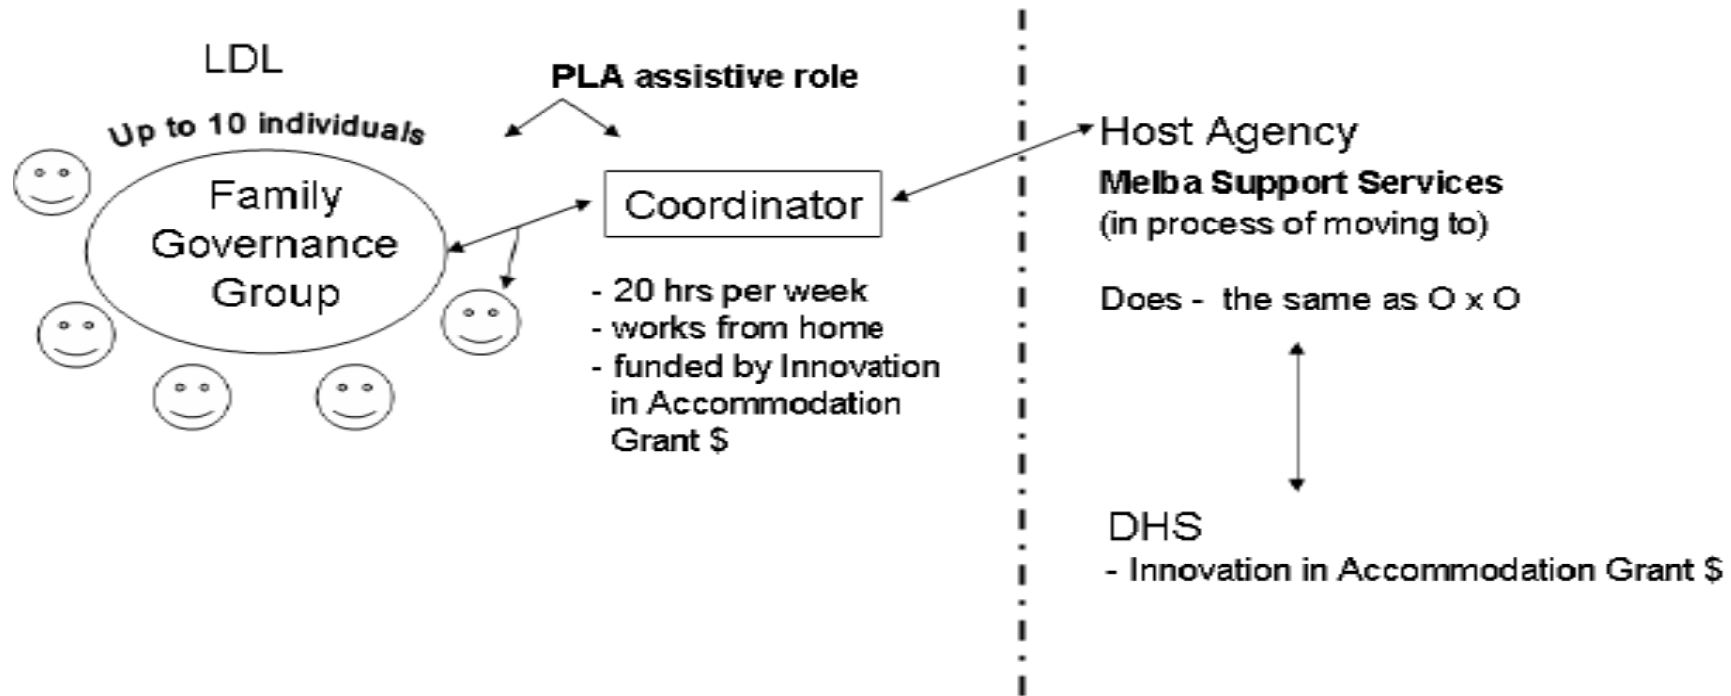 LDL
Up to 10 individuals
Family
Governance
Group
PLA assistive role
Coordinator
- 20 hrs per week
- works from home
- funded by Innovation
in Accommodation
Grant $
Host Agency
Melba Support Services
(in process of moving to)
Does - the same as O x O
DHS
- Innovation in Accommodation Grant $